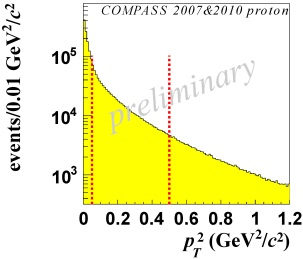 COMPASS 2007&2010 proton
preliminary
events/0.01 GeV²/c²
10⁵
10⁴
10³
0 0.2 0.4 0.6 0.8 1 1.2
p_T² (GeV²/c²)